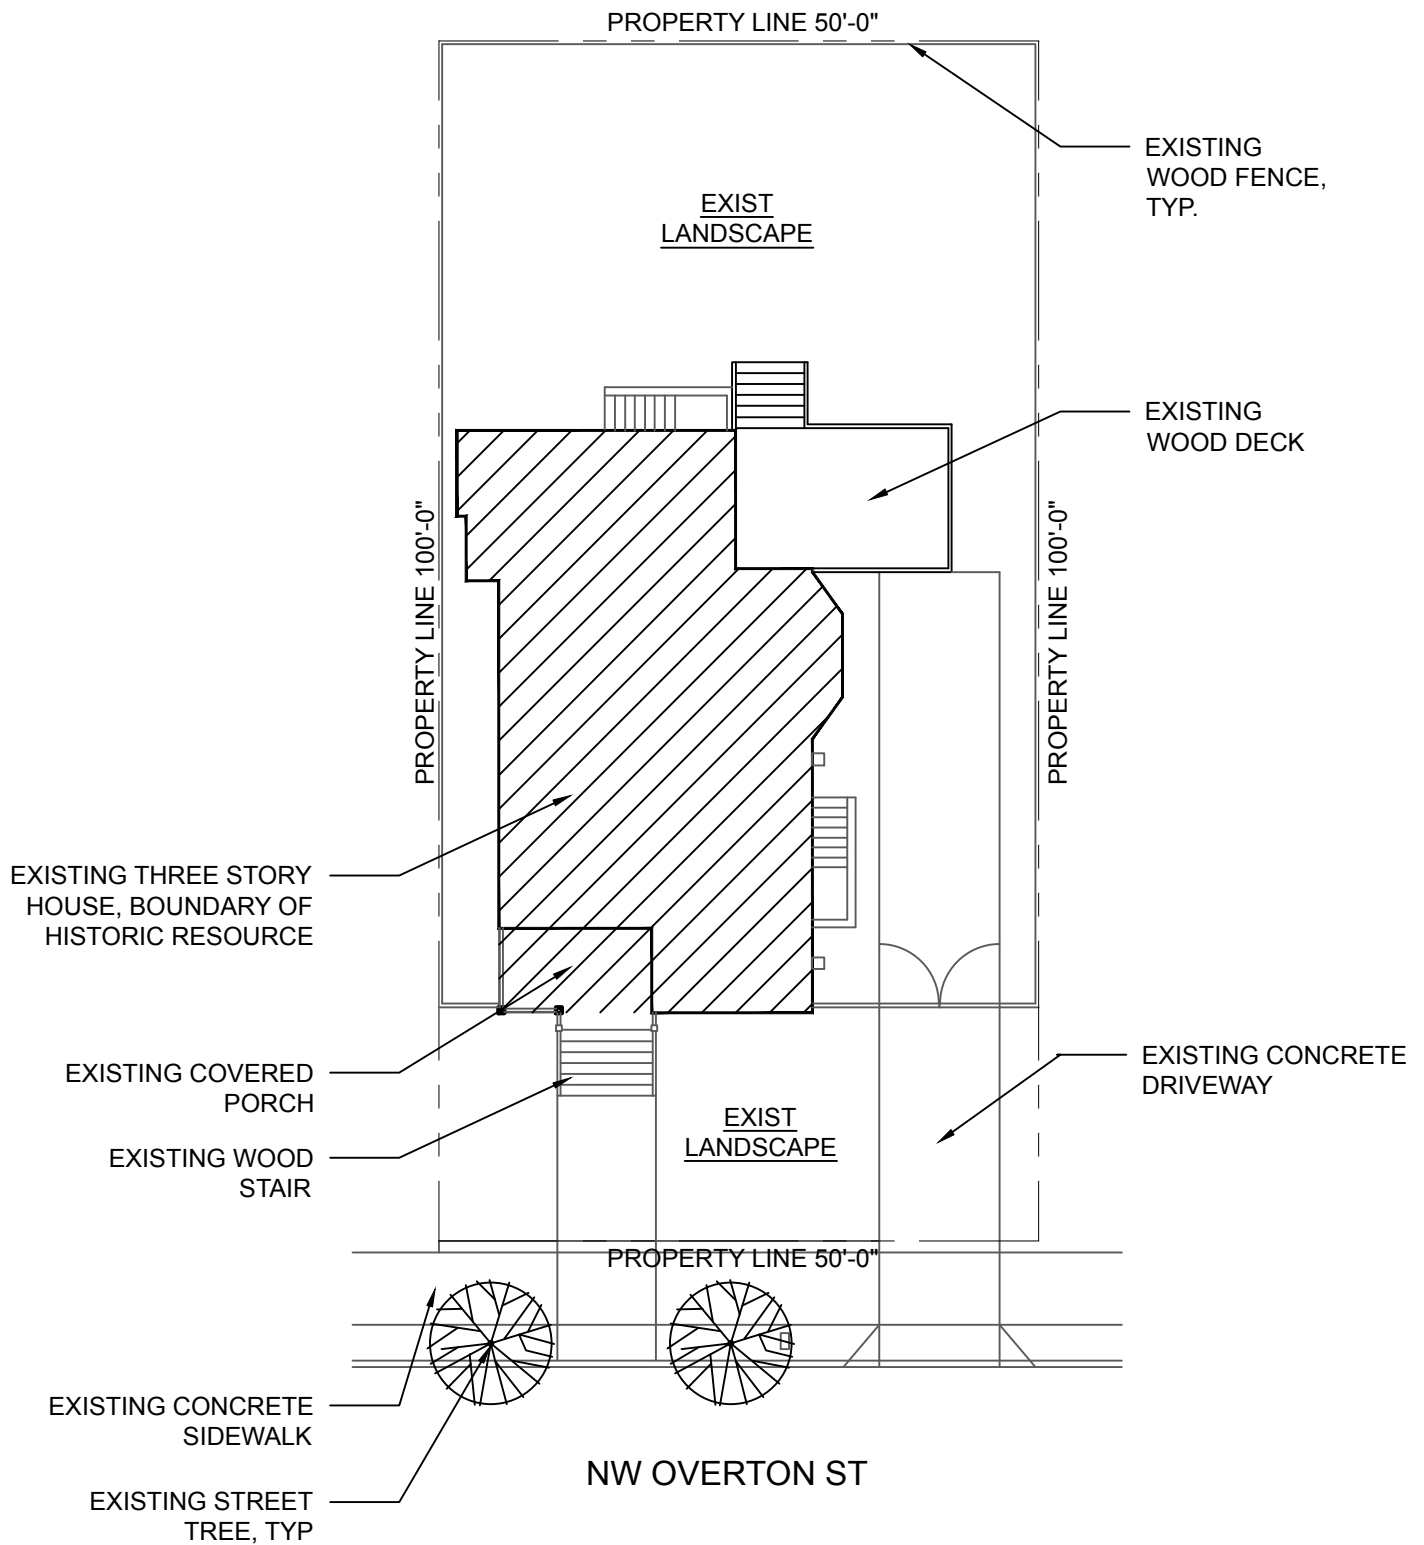 PROPERTY LINE 50'-0"
EXISTING
WOOD FENCE,
TYP.
EXIST
LANDSCAPE
EXISTING
WOOD DECK
PROPERTY LINE 100'-0"
PROPERTY LINE 100'-0"
EXISTING THREE STORY
HOUSE, BOUNDARY OF
HISTORIC RESOURCE
EXISTING COVERED
PORCH
EXISTING CONCRETE
DRIVEWAY
EXIST
LANDSCAPE
EXISTING WOOD
STAIR
PROPERTY LINE 50'-0"
EXISTING CONCRETE
SIDEWALK
NW OVERTON ST
EXISTING STREET
TREE, TYP